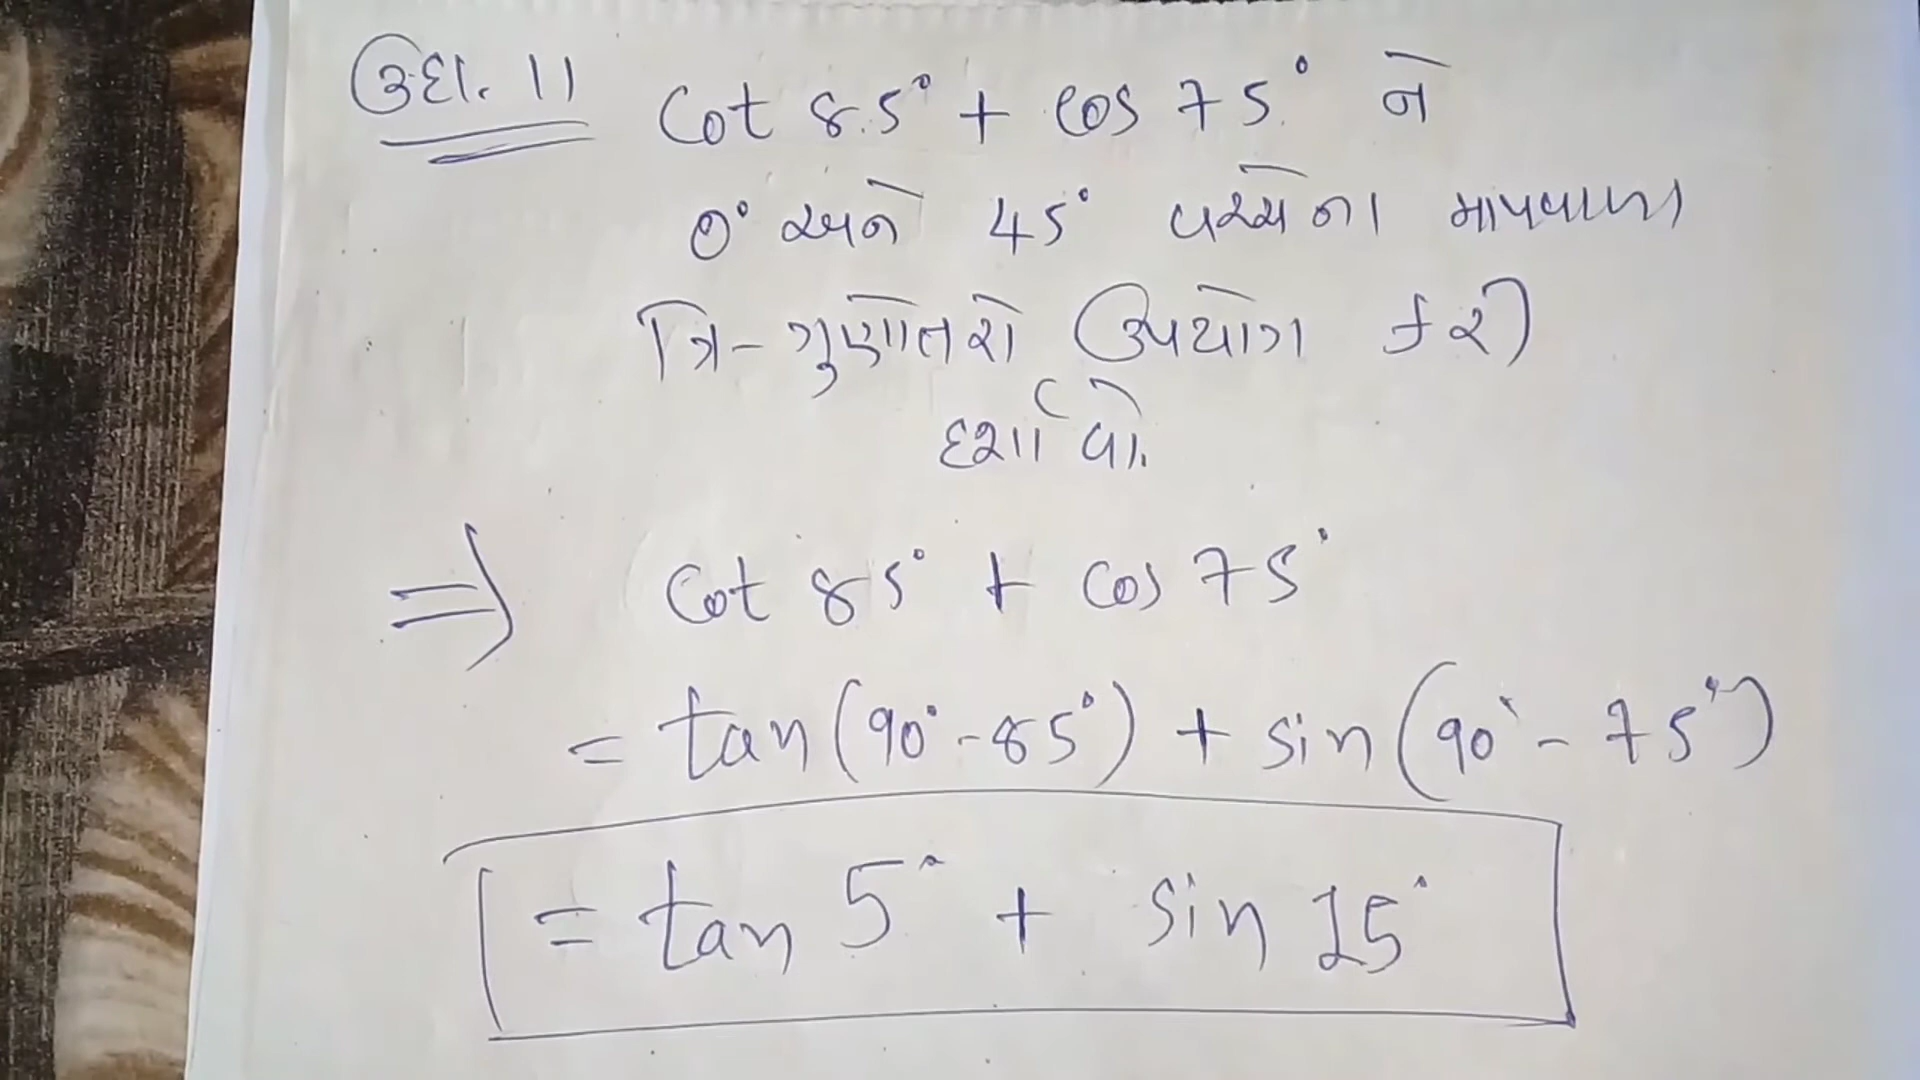 ઉદા. 11 cot 85° + cos 75° ને
0° અને 45° વચ્ચેના માપવાળા
ત્રિ-ગુણોતરો ઉપયોગ કરી
દર્શાવો.
⇒ cot 85° + cos 75°
= tan (90° - 85°) + sin (90° - 75°)
= tan 5° + sin 15°